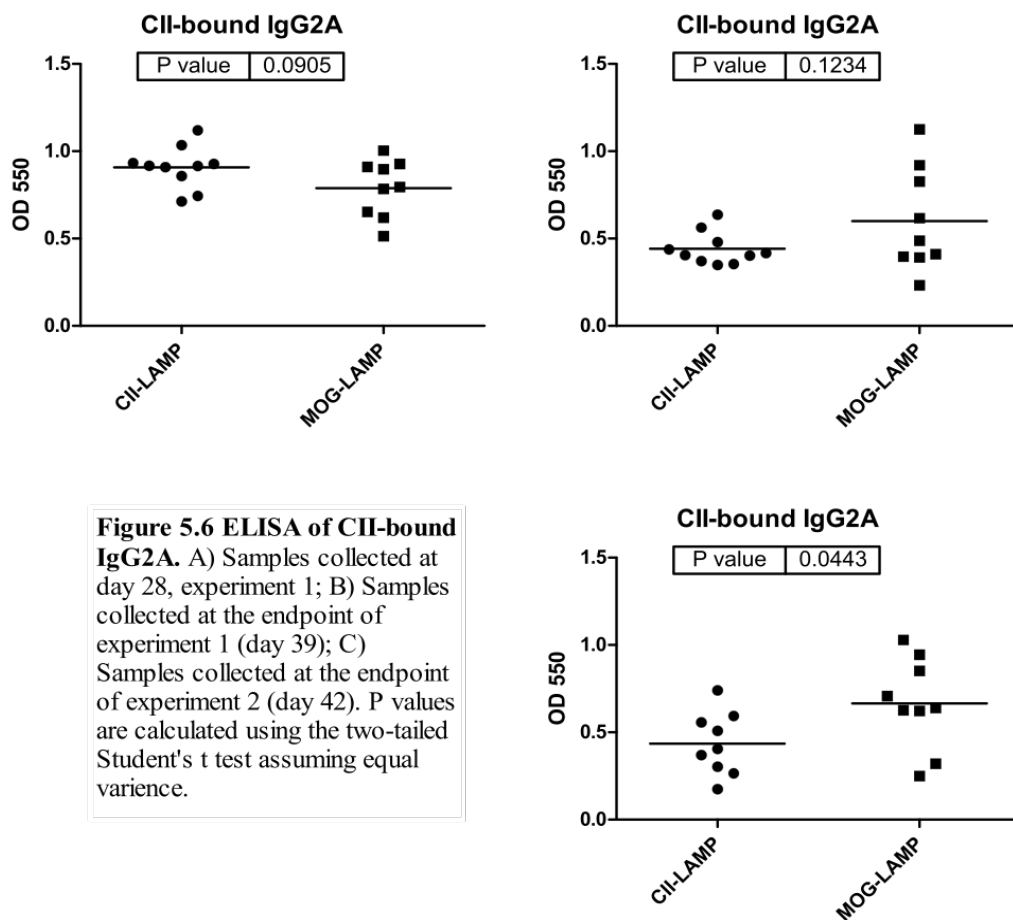 CII-bound IgG2A
P value 0.0905
1.5
1.0
0.5
0.0
OD 550
CII-LAMP
MOG-LAMP
CII-bound IgG2A
P value 0.1234
1.5
1.0
0.5
0.0
OD 550
CII-LAMP
MOG-LAMP
Figure 5.6 ELISA of CII-bound
IgG2A. A) Samples collected at
day 28, experiment 1; B) Samples
collected at the endpoint of
experiment 1 (day 39); C)
Samples collected at the endpoint
of experiment 2 (day 42). P values
are calculated using the two-tailed
Student's t test assuming equal
varience.
CII-bound IgG2A
P value 0.0443
1.5
1.0
0.5
0.0
OD 550
CII-LAMP
MOG-LAMP